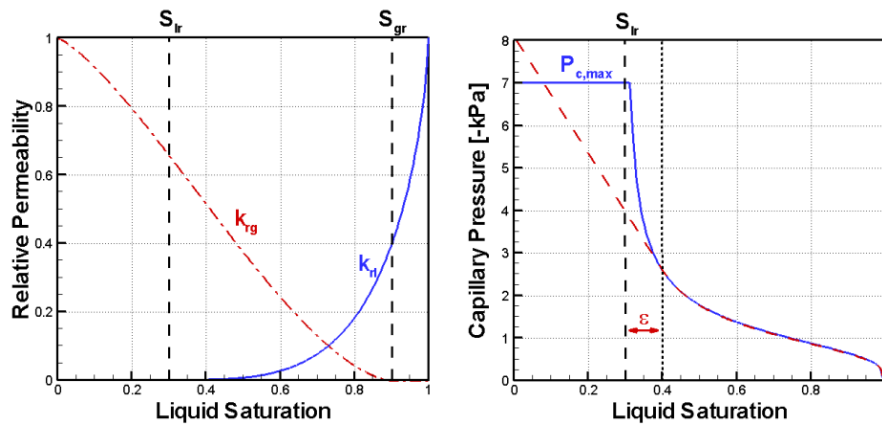 S_lr
S_gr
1
0.8
0.6
0.4
0.2
0
Relative Permeability
k_rg
k_rl
0
0.2
0.4
0.6
0.8
1
Liquid Saturation
S_lr
8
7
6
5
4
3
2
1
0
Capillary Pressure [-kPa]
P_c,max
ε
0
0.2
0.4
0.6
0.8
Liquid Saturation